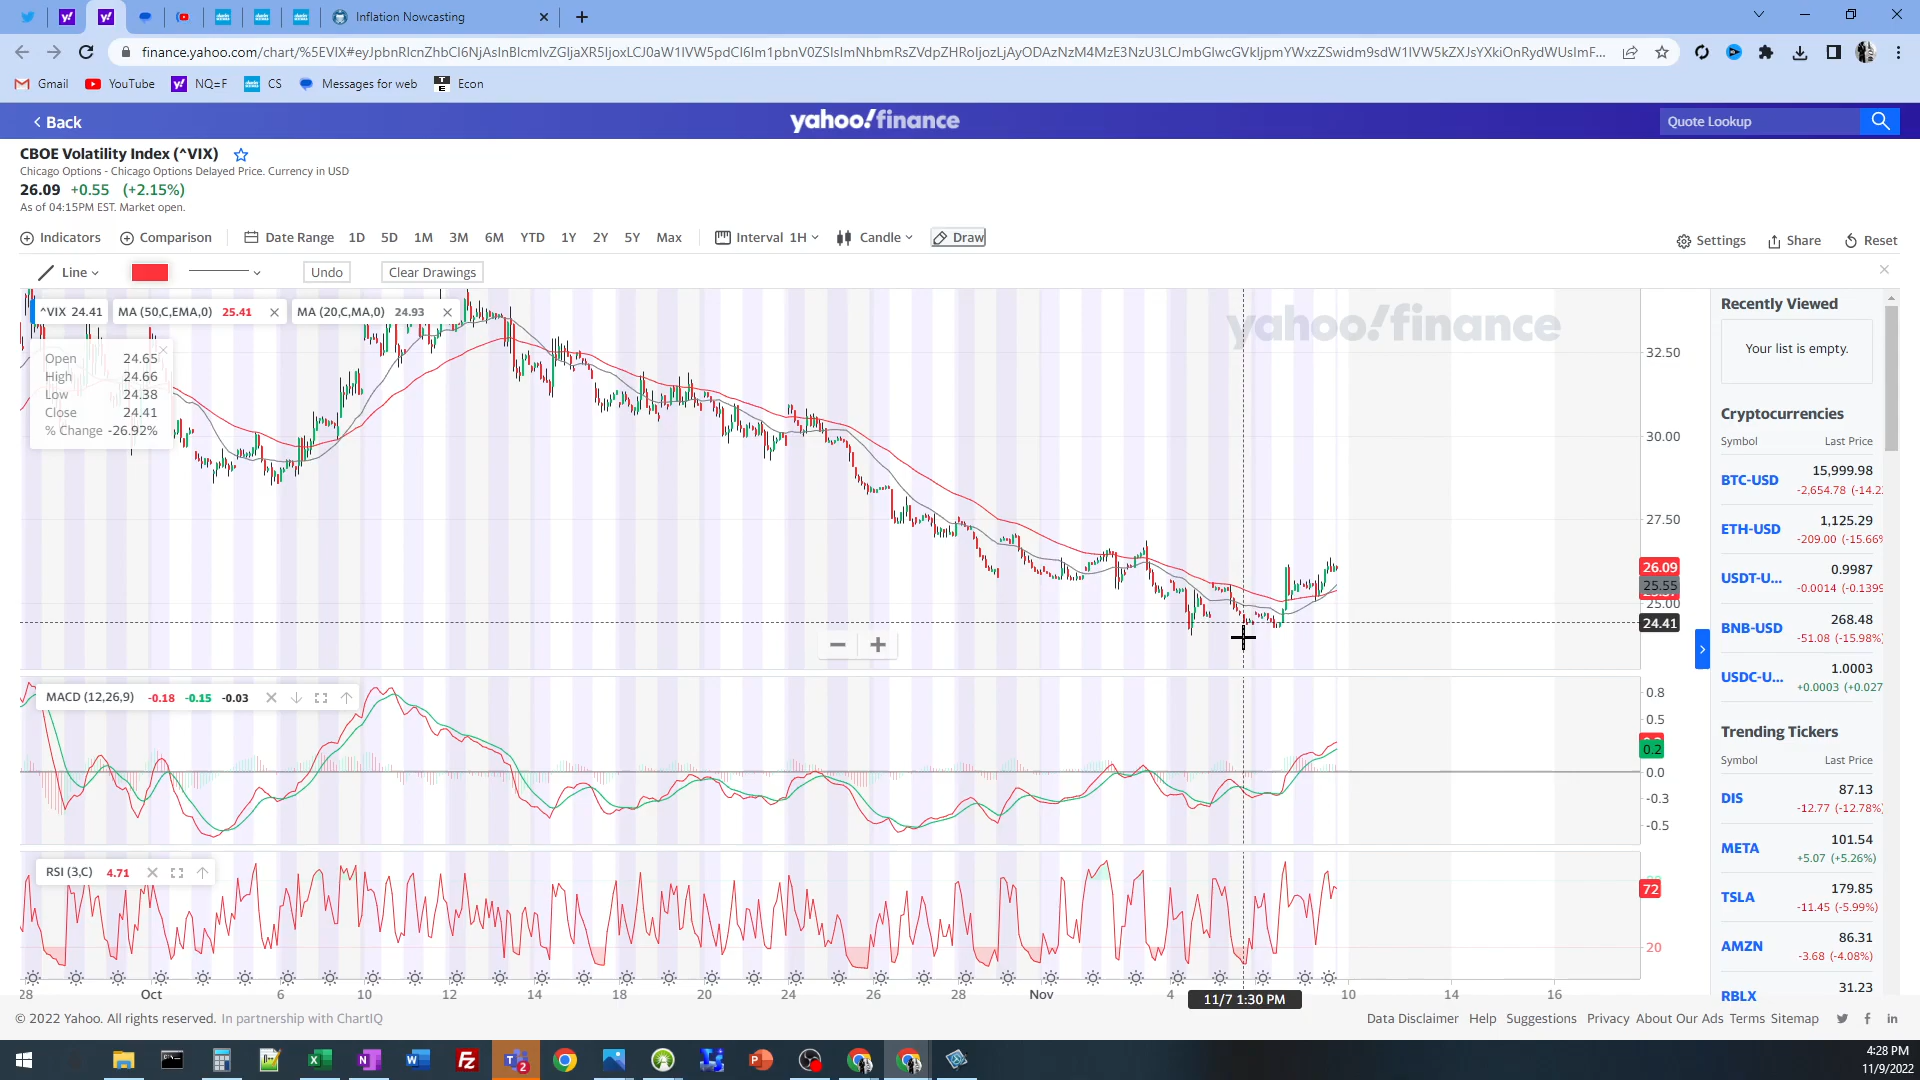 Inflation Nowcasting
finance.yahoo.com/chart/%5EVIX#eyJpbnRlcnZhbCI6NjAsInBlcmlvZGljaXR5IjoxLCJ0aW1lVW5pdCI6Im1pbnV0ZSIsImNhbmRsZVdpZHRoIjozLjAyODAzNzM4MzE3NzU3LCJmbGlwcGVkIjpmYWxzZSwidm9sdW1lVW5kZXJsYXkiOnRydWUsImF...
Gmail YouTube NQ=F CS Messages for web Econ
Back yahoo!finance Quote Lookup
CBOE Volatility Index (^VIX)
Chicago Options - Chicago Options Delayed Price. Currency in USD
26.09 +0.55 (+2.15%)
As of 04:15PM EST. Market open.
Indicators Comparison Date Range 1D 5D 1M 3M 6M YTD 1Y 2Y 5Y Max Interval 1H Candle Draw Settings Share Reset
Line Undo Clear Drawings
^VIX 24.41 MA (50,C,EMA,0) 25.41 MA (20,C,MA,0) 24.93
yahoo!finance
Open 24.65
High 24.66
Low 24.38
Close 24.41
% Change -26.92%
32.50
30.00
27.50
26.09
25.55
25.00
24.41
MACD (12,26,9) -0.18 -0.15 -0.03
0.8
0.5
0.2
0.0
-0.3
-0.5
RSI (3,C) 4.71
72
20
28 Oct 6 10 12 14 18 20 24 26 28 Nov 4 11/7 1:30 PM 10 14 16
Recently Viewed
Your list is empty.
Cryptocurrencies
Symbol Last Price
BTC-USD 15,999.98
-2,654.78 (-14.2
ETH-USD 1,125.29
-209.00 (-15.66%
USDT-U... 0.9987
-0.0014 (-0.1399
BNB-USD 268.48
-51.08 (-15.98%)
USDC-U... 1.0003
+0.0003 (+0.027
Trending Tickers
Symbol Last Price
DIS 87.13
-12.77 (-12.78%)
META 101.54
+5.07 (+5.26%)
TSLA 179.85
-11.45 (-5.99%)
AMZN 86.31
-3.68 (-4.08%)
RBLX 31.23
© 2022 Yahoo. All rights reserved. In partnership with ChartIQ Data Disclaimer Help Suggestions Privacy About Our Ads Terms Sitemap
4:28 PM
11/9/2022